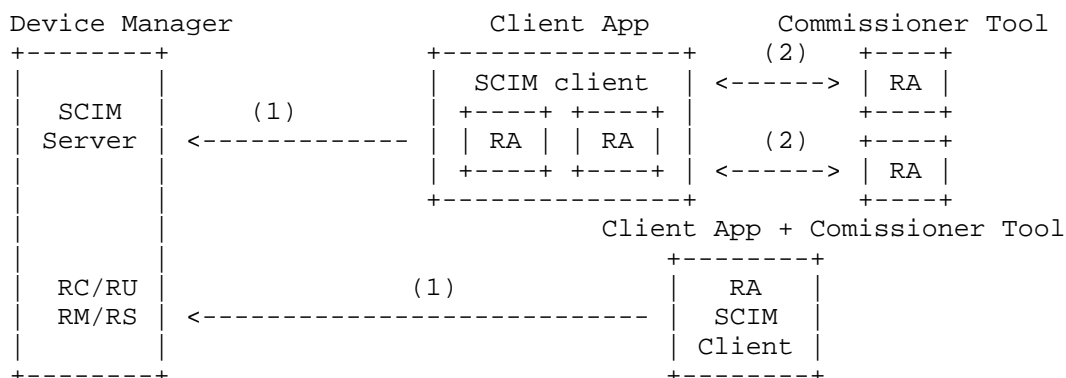 Device Manager Client App Commissioner Tool
+--------+ +---------------+ (2) +----+
| | | SCIM client | <------> | RA |
| SCIM | (1) | +----+ +----+ | +----+
| Server | <------------- | | RA | | RA | | (2) +----+
| | | +----+ +----+ | <------> | RA |
| | +---------------+ +----+
| | Client App + Comissioner Tool
| | +--------+
| RC/RU | (1) | RA |
| RM/RS | <---------------------------- | SCIM |
| | | Client |
+--------+ +--------+